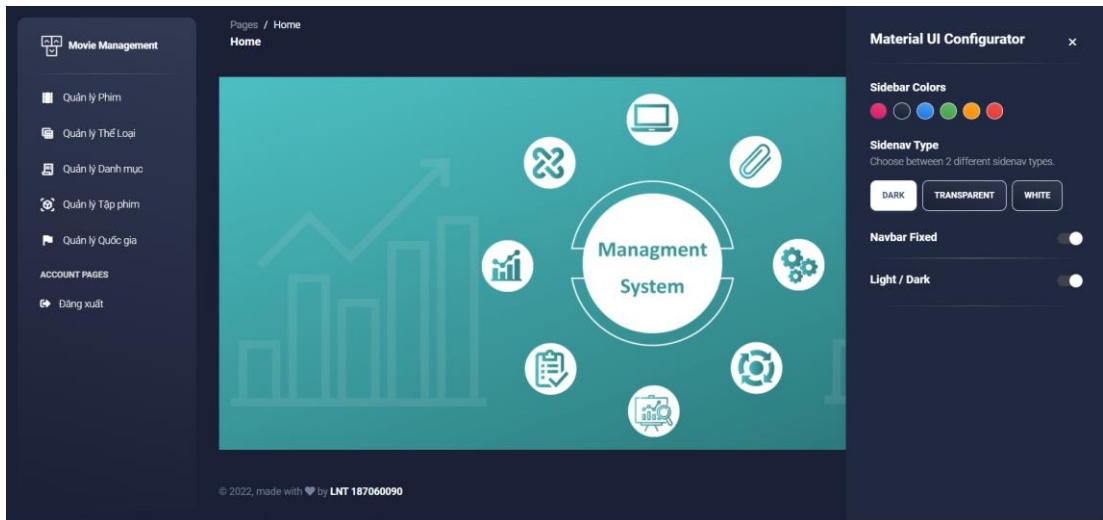 Movie Management
Quản lý Phim
Quản lý Thể Loại
Quản lý Danh mục
Quản lý Tập phim
Quản lý Quốc gia
ACCOUNT PAGES
Đăng xuất
Pages / Home
Home
Managment
System
© 2022, made with by LNT 187060090
Material UI Configurator
Sidebar Colors
Sidenav Type
Choose between 2 different sidenav types.
DARK TRANSPARENT WHITE
Navbar Fixed
Light / Dark